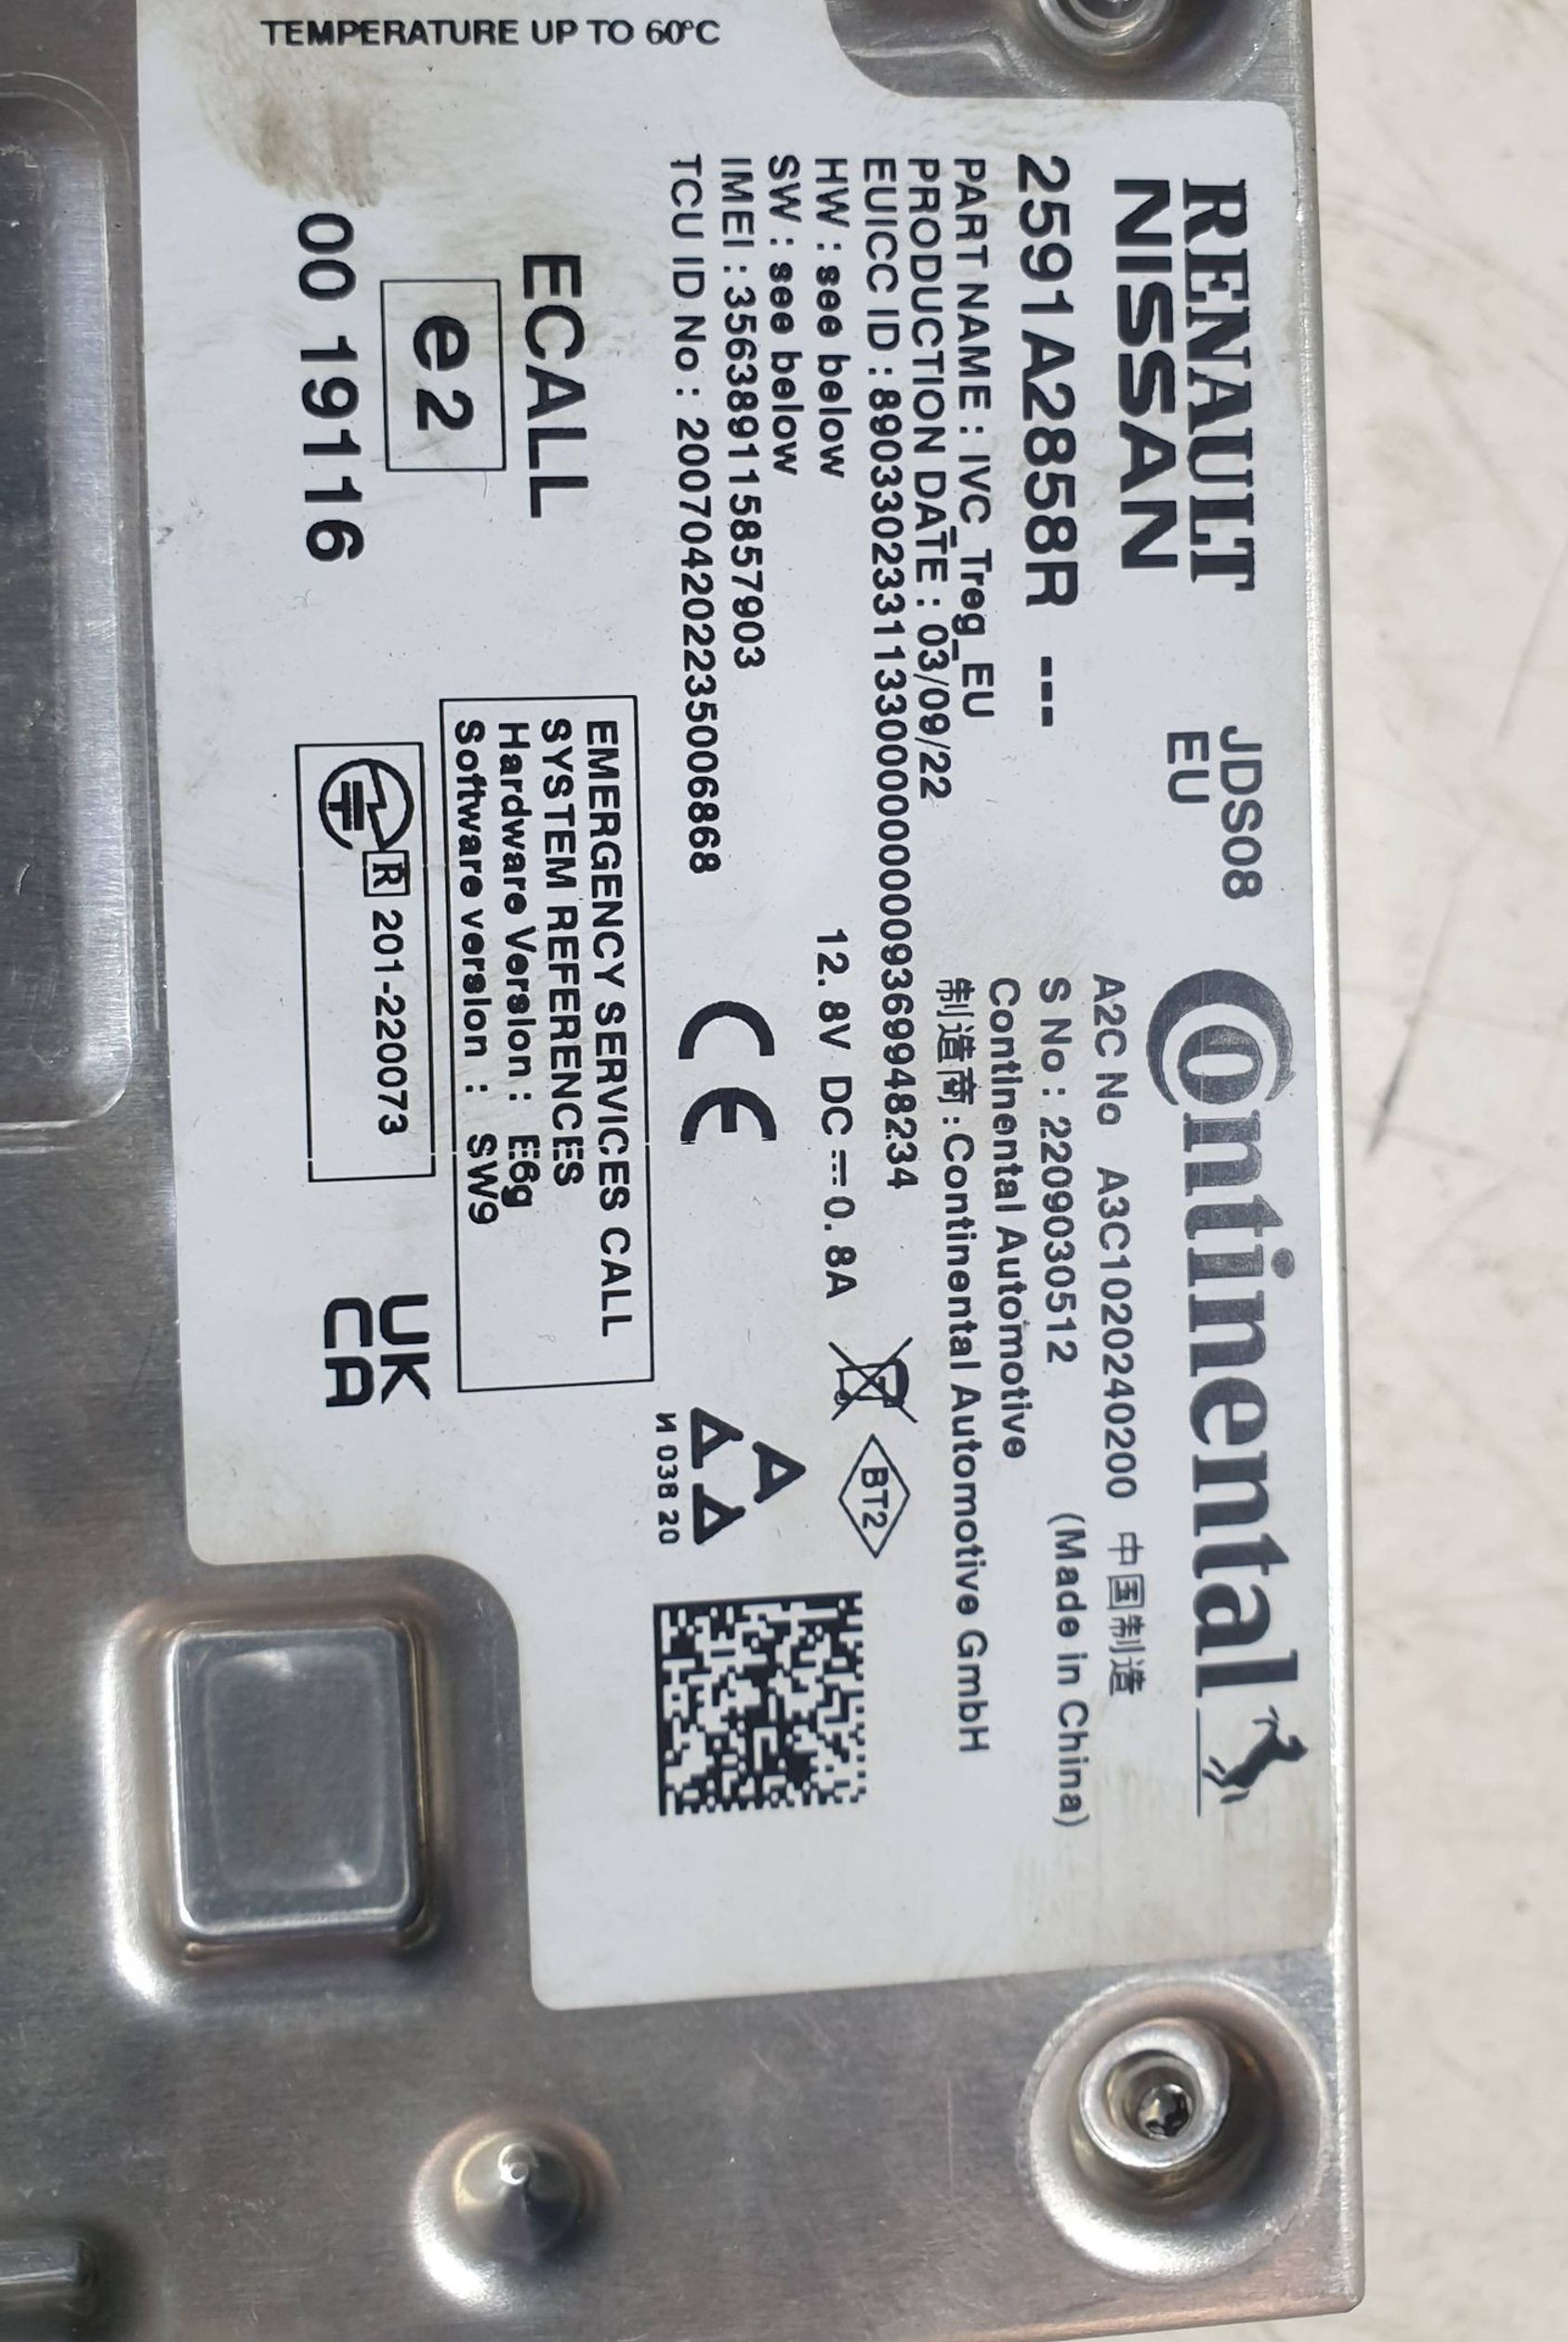 RENAULT
NISSAN
JDS08
EU
Continental
2591A2858R ---
A2C No A3C1020240200 中国制造
S No : 2209030512 (Made in China)
PART NAME : IVC_Treg_EU
Continental Automotive
PRODUCTION DATE : 03/09/22
制造商 : Continental Automotive GmbH
EUICC ID : 89033023311330000000009369948234
HW : see below
12.8V DC⎓0.8A
BT2
SW : see below
IMEI : 356389115857903
TCU ID No : 2007042022350068​68
CE
И 038 20
ECALL
e2
00 19116
EMERGENCY SERVICES CALL
SYSTEM REFERENCES
Hardware Version : E6g
Software version : SW9
R 201-220073
UK
CA
TEMPERATURE UP TO 60°C